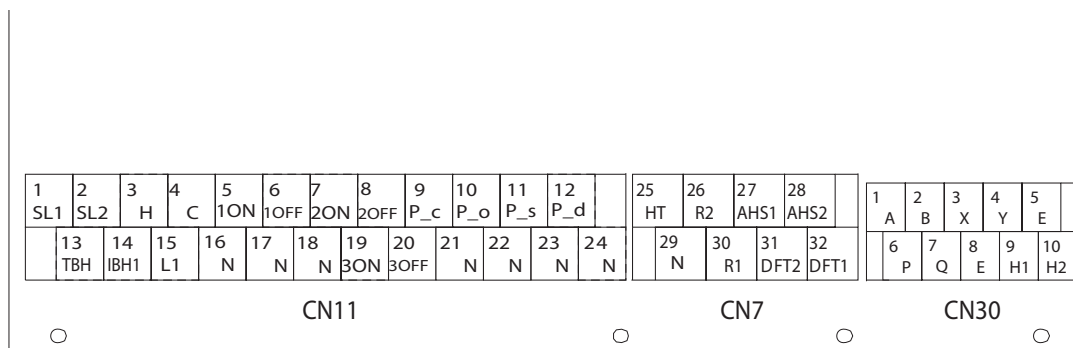 1 2 3 4 5 6 7 8 9 10 11 12
SL1 SL2 H C 1ON 1OFF 2ON 2OFF P_c P_o P_s P_d
13 14 15 16 17 18 19 20 21 22 23 24
TBH IBH1 L1 N N N 3ON 3OFF N N N N
CN11
25 26 27 28
HT R2 AHS1 AHS2
29 30 31 32
N R1 DFT2 DFT1
CN7
1 2 3 4 5
A B X Y E
6 7 8 9 10
P Q E H1 H2
CN30